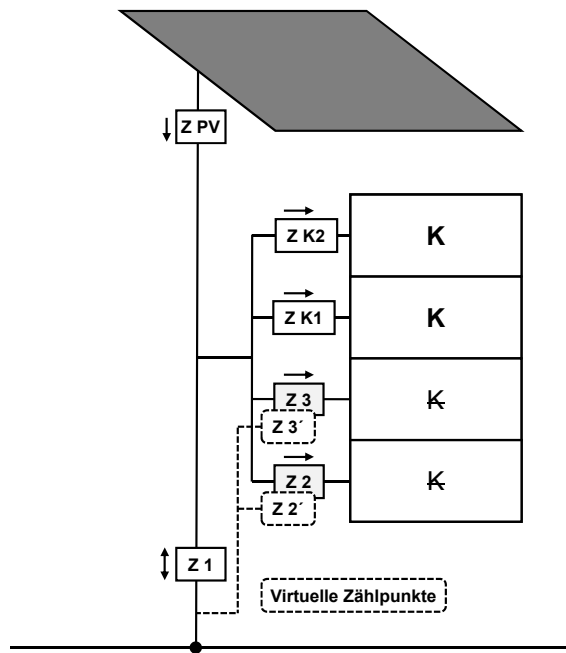 Z PV
Z K2
K
Z K1
K
Z 3
K
Z 3´
Z 2
K
Z 2´
Z 1
Virtuelle Zählpunkte